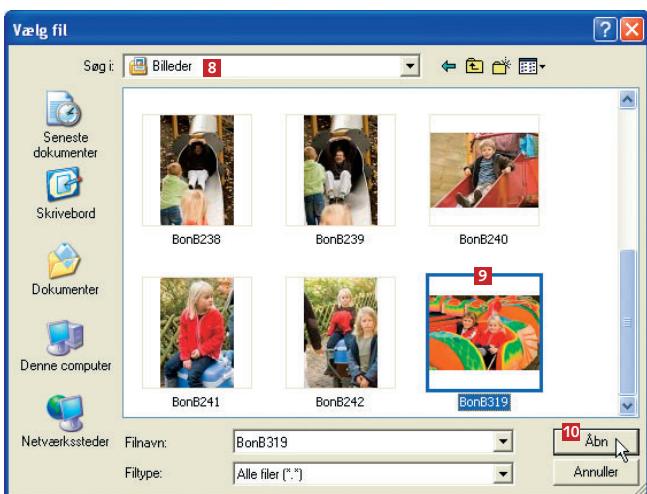 Vælg fil
Søg i: Billeder 8
Seneste
dokumenter
Skrivebord
Dokumenter
Denne computer
Netværkssteder
BonB238 BonB239 BonB240
9
BonB241 BonB242 BonB319
Filnavn: BonB319 10 Åbn
Filtype: Alle filer (*.*) Annuller